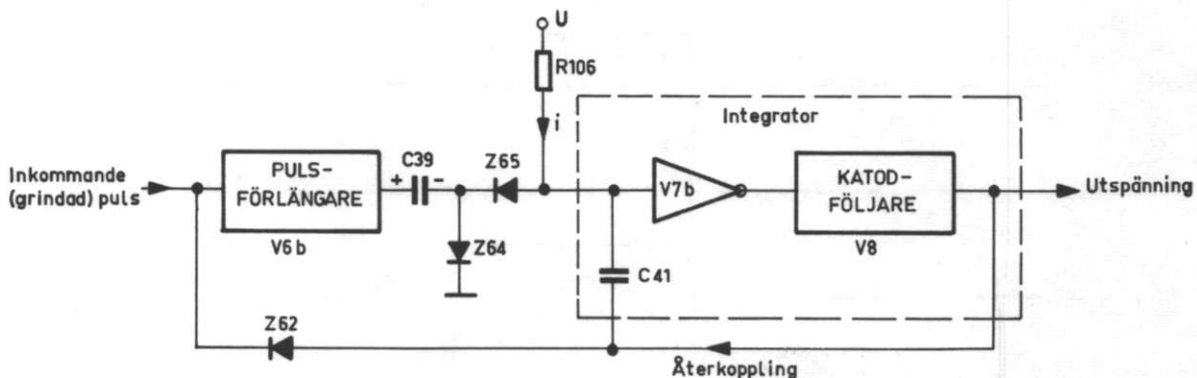 U
R106
i
Integrator
Inkommande
(grindad) puls
PULS-
FÖRLÄNGARE
V6b
C39
+ -
Z65
Z64
V7b
KATOD-
FÖLJARE
V8
Utspänning
C41
Z62
Återkoppling